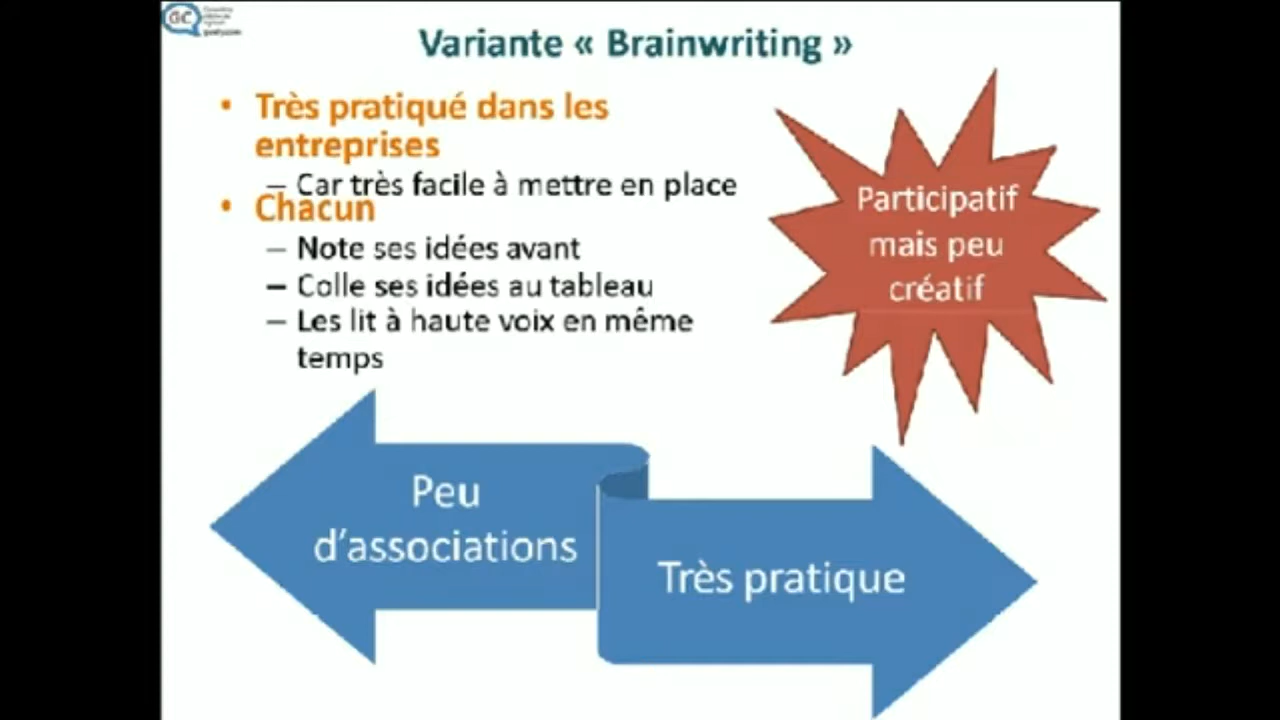 GC
Variante « Brainwriting »
• Très pratiqué dans les
entreprises
– Car très facile à mettre en place
• Chacun
– Note ses idées avant
– Colle ses idées au tableau
– Les lit à haute voix en même
temps
Participatif
mais peu
créatif
Peu
d'associations
Très pratique